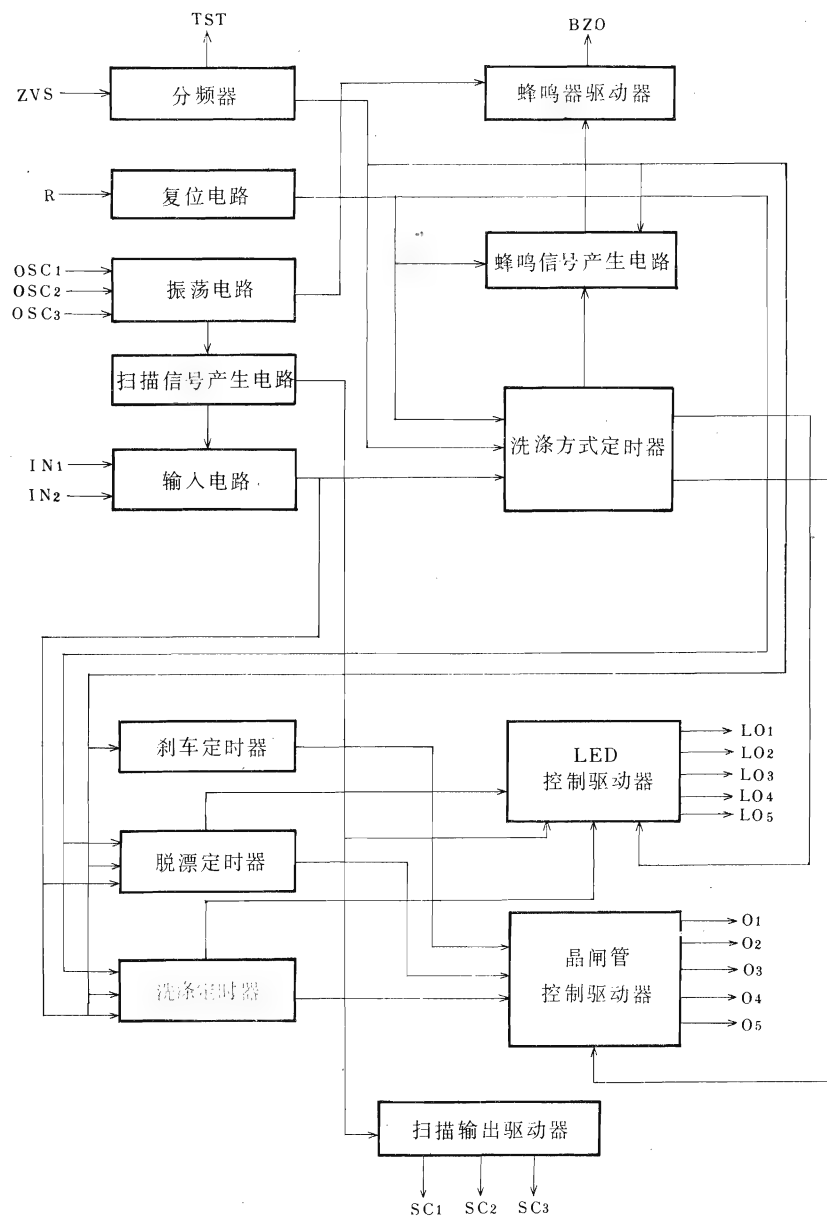 TST
BZO
ZVS
分频器
蜂鸣器驱动器
R
复位电路
OSC1
OSC2
OSC3
振荡电路
蜂鸣信号产生电路
扫描信号产生电路
洗涤方式定时器
IN1
IN2
输入电路
刹车定时器
LED
控制驱动器
LO1
LO2
LO3
LO4
LO5
脱漂定时器
洗涤定时器
晶闸管
控制驱动器
O1
O2
O3
O4
O5
扫描输出驱动器
SC1
SC2
SC3